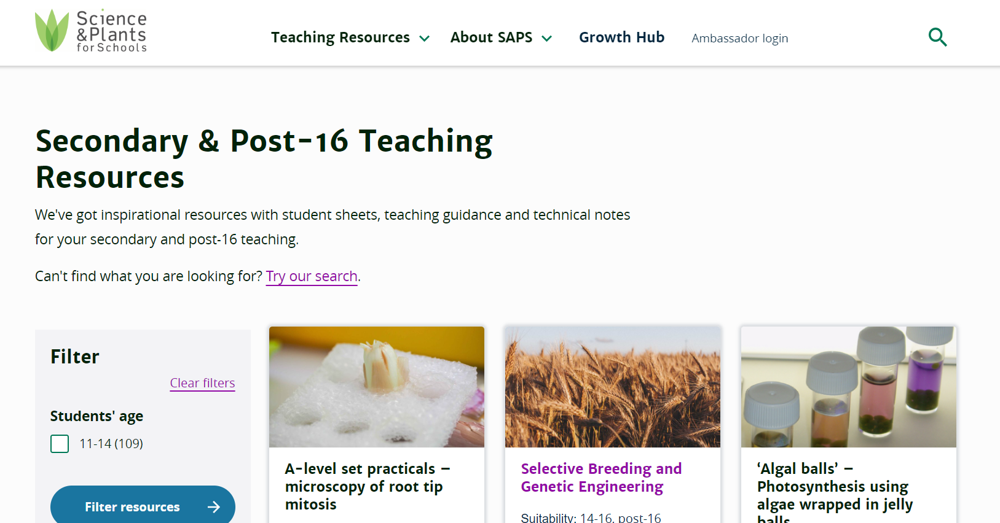 Science
&Plants
for Schools
Teaching Resources
About SAPS
Growth Hub
Ambassador login
Secondary & Post-16 Teaching
Resources
We've got inspirational resources with student sheets, teaching guidance and technical notes
for your secondary and post-16 teaching.
Can't find what you are looking for? Try our search.
Filter
Clear filters
Students' age
11-14 (109)
Filter resources
A-level set practicals –
microscopy of root tip
mitosis
Selective Breeding and
Genetic Engineering
Suitability: 14-16, post-16
‘Algal balls’ –
Photosynthesis using
algae wrapped in jelly
balls